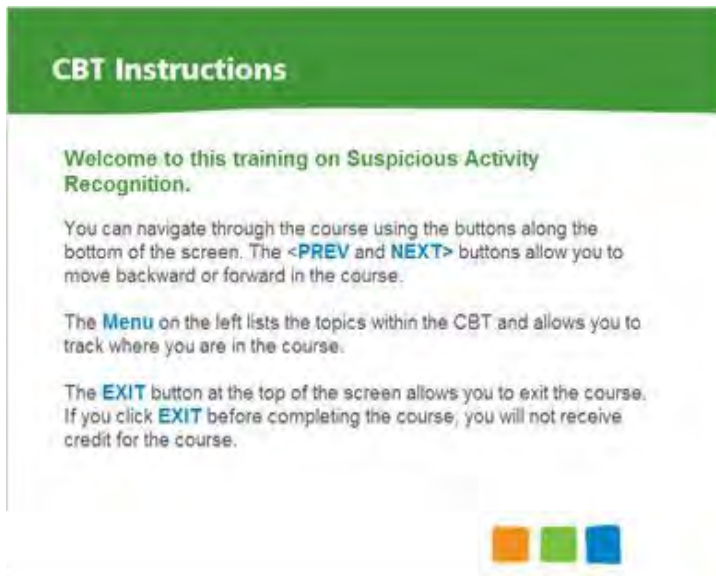 CBT Instructions
Welcome to this training on Suspicious Activity
Recognition.
You can navigate through the course using the buttons along the
bottom of the screen. The <PREV and NEXT> buttons allow you to
move backward or forward in the course.
The Menu on the left lists the topics within the CBT and allows you to
track where you are in the course.
The EXIT button at the top of the screen allows you to exit the course.
If you click EXIT before completing the course, you will not receive
credit for the course.